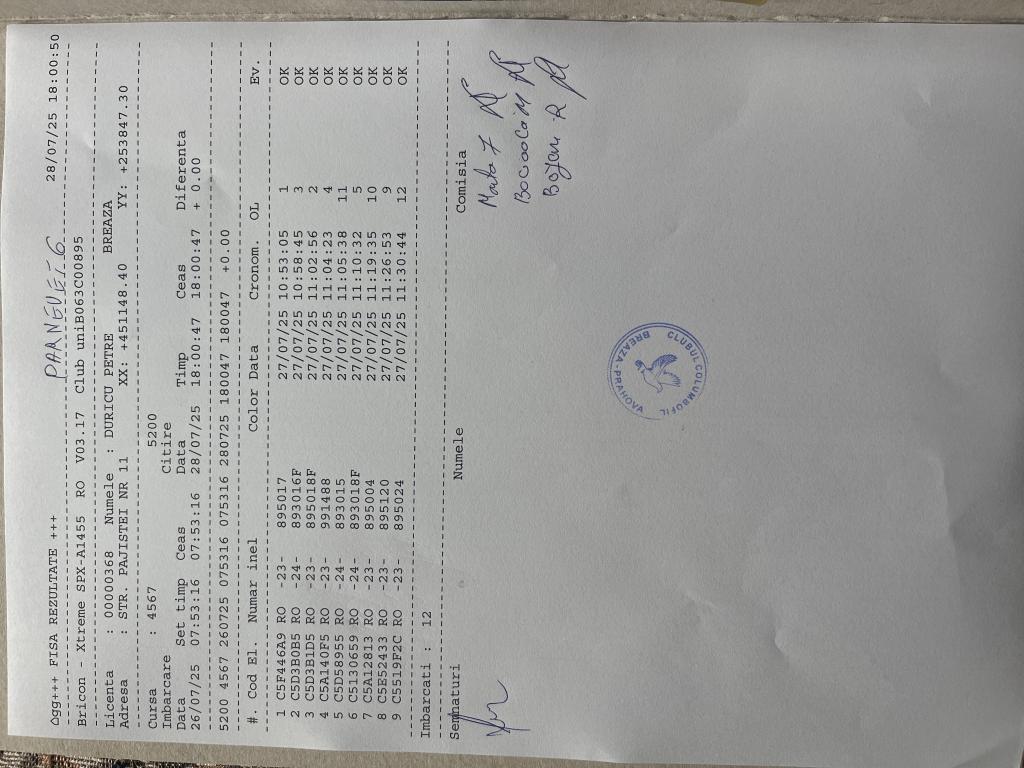 ogg+++ FISA REZULTATE +++ 28/07/25 18:00:50
Bricon - Xtreme SPX-A1455 RO V03.17 Club uniB063C00895
Licenta : 00000368 Numele : DURICU PETRE BREAZA
Adresa : STR. PAJISTEI NR 11 XX: +451148.40 YY: +253847.30
Cursa : 4567 5200
Imbarcare Citire
Data Set timp Ceas Data Timp Ceas Diferenta
26/07/25 07:53:16 07:53:16 28/07/25 18:00:47 18:00:47 + 0.00
5200 4567 260725 075316 075316 280725 180047 180047 +0.00
#. Cod El. Numar inel Color Data Cronom. OL Ev.
1 C5F446A9 RO -23- 895017 27/07/25 10:53:05 1 OK
2 C5D3B0B5 RO -24- 893016F 27/07/25 10:58:45 3 OK
3 C5D3B1D5 RO -23- 895018F 27/07/25 11:02:56 2 OK
4 C5A140F5 RO -23- 991488 27/07/25 11:04:23 4 OK
5 C5D58955 RO -24- 893015 27/07/25 11:05:38 11 OK
6 C5130659 RO -24- 893018F 27/07/25 11:10:32 5 OK
7 C5A12813 RO -23- 895004 27/07/25 11:19:35 10 OK
8 C5E52433 RO -23- 895120 27/07/25 11:26:53 9 OK
9 C5519F2C RO -23- 895024 27/07/25 11:30:44 12 OK
Imbarcati : 12
Semnaturi Numele Comisia
CLUBUL COLUMBOFIL
BREAZA-PRAHOVA